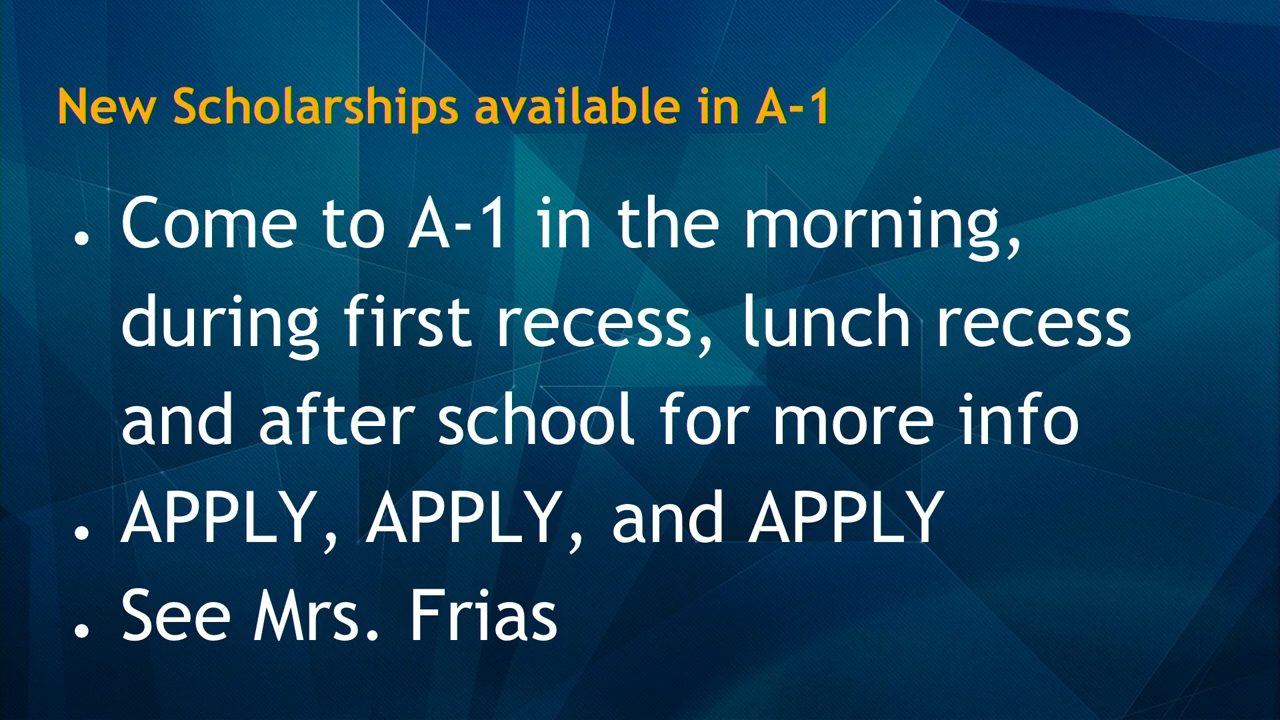 New Scholarships available in A-1
• Come to A-1 in the morning,
during first recess, lunch recess
and after school for more info
• APPLY, APPLY, and APPLY
• See Mrs. Frias